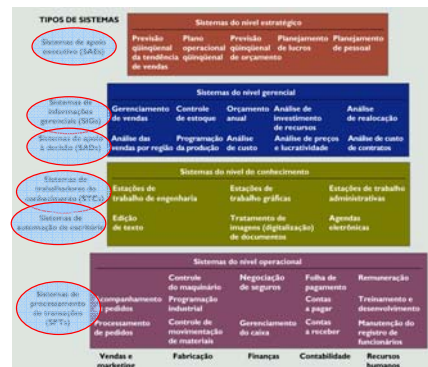 TIPOS DE SISTEMAS
Sistemas do nível estratégico
Sistemas de apoio
executivo (SAEs)
Previsão
qüinqüenal
da tendência
de vendas
Plano
operacional
qüinqüenal
Previsão
qüinqüenal
de orçamento
Planejamento
de lucros
Planejamento
de pessoal
Sistemas do nível gerencial
Sistemas de
informações
gerenciais (SIGs)
Gerenciamento
de vendas
Controle
de estoque
Orçamento
anual
Análise de
investimento
de recursos
Análise
de realocação
Sistemas de apoio
à decisão (SADs)
Análise das
vendas por região
Programação
da produção
Análise
de custo
Análise de preços
e lucratividade
Análise de custo
de contratos
Sistemas do nível de conhecimento
Sistemas de
trabalhadores do
conhecimento (STCs)
Estações de
trabalho de engenharia
Estações de
trabalho gráficas
Estações de trabalho
administrativas
Sistemas de
automação de escritório
Edição
de texto
Tratamento de
imagens (digitalização)
de documentos
Agendas
eletrônicas
Sistemas do nível operacional
Sistemas de
processamento
de transações
(SPTs)
Controle
do maquinário
Negociação
de seguros
Folha de
pagamento
Remuneração
Acompanhamento
de pedidos
Programação
industrial
Contas
a pagar
Treinamento e
desenvolvimento
Processamento
de pedidos
Controle de
movimentação
de materiais
Gerenciamento
do caixa
Contas
a receber
Manutenção do
registro de
funcionários
Vendas e
marketing
Fabricação
Finanças
Contabilidade
Recursos
humanos